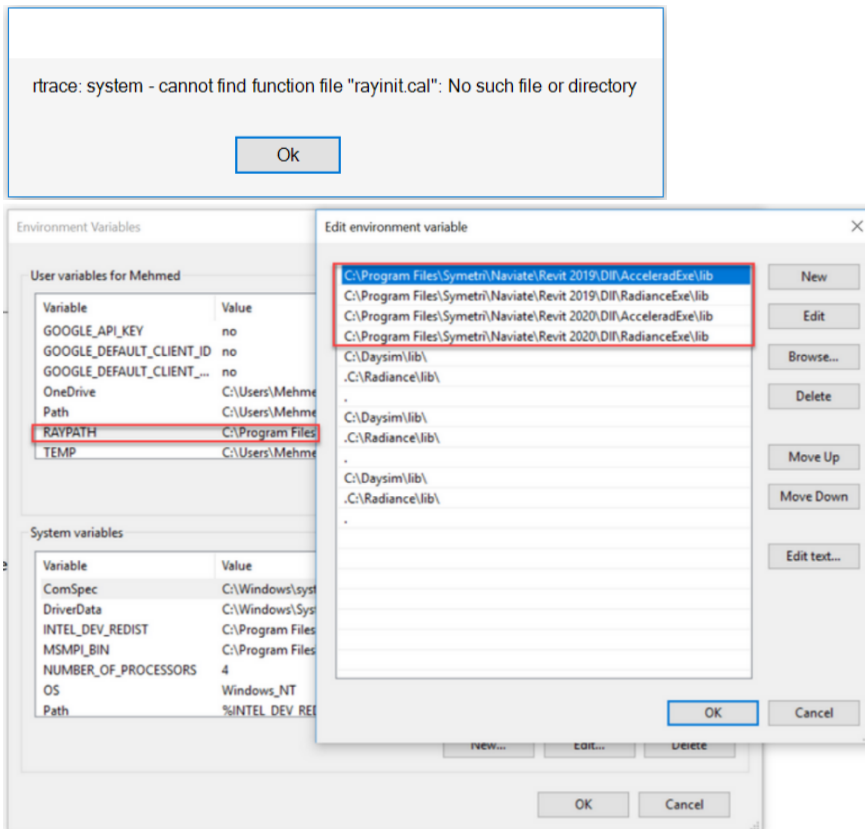 rtrace: system - cannot find function file "rayinit.cal": No such file or directory
Ok
Environment Variables
User variables for Mehmed
Variable Value
GOOGLE_API_KEY no
GOOGLE_DEFAULT_CLIENT_ID no
GOOGLE_DEFAULT_CLIENT_... no
OneDrive C:\Users\Mehme
Path C:\Users\Mehme
RAYPATH C:\Program Files
TEMP C:\Users\Mehme
System variables
Variable Value
ComSpec C:\Windows\syst
DriverData C:\Windows\Sys
INTEL_DEV_REDIST C:\Program Files
MSMPI_BIN C:\Program Files
NUMBER_OF_PROCESSORS 4
OS Windows_NT
Path %INTEL_DEV_RED
New... Edit... Delete
OK Cancel
Edit environment variable
C:\Program Files\Symetri\Naviate\Revit 2019\Dll\AcceleradExe\lib
C:\Program Files\Symetri\Naviate\Revit 2019\Dll\RadianceExe\lib
C:\Program Files\Symetri\Naviate\Revit 2020\Dll\AcceleradExe\lib
C:\Program Files\Symetri\Naviate\Revit 2020\Dll\RadianceExe\lib
C:\Daysim\lib\
.C:\Radiance\lib\
.
C:\Daysim\lib\
.C:\Radiance\lib\
.
C:\Daysim\lib\
.C:\Radiance\lib\
.
New
Edit
Browse...
Delete
Move Up
Move Down
Edit text...
OK Cancel